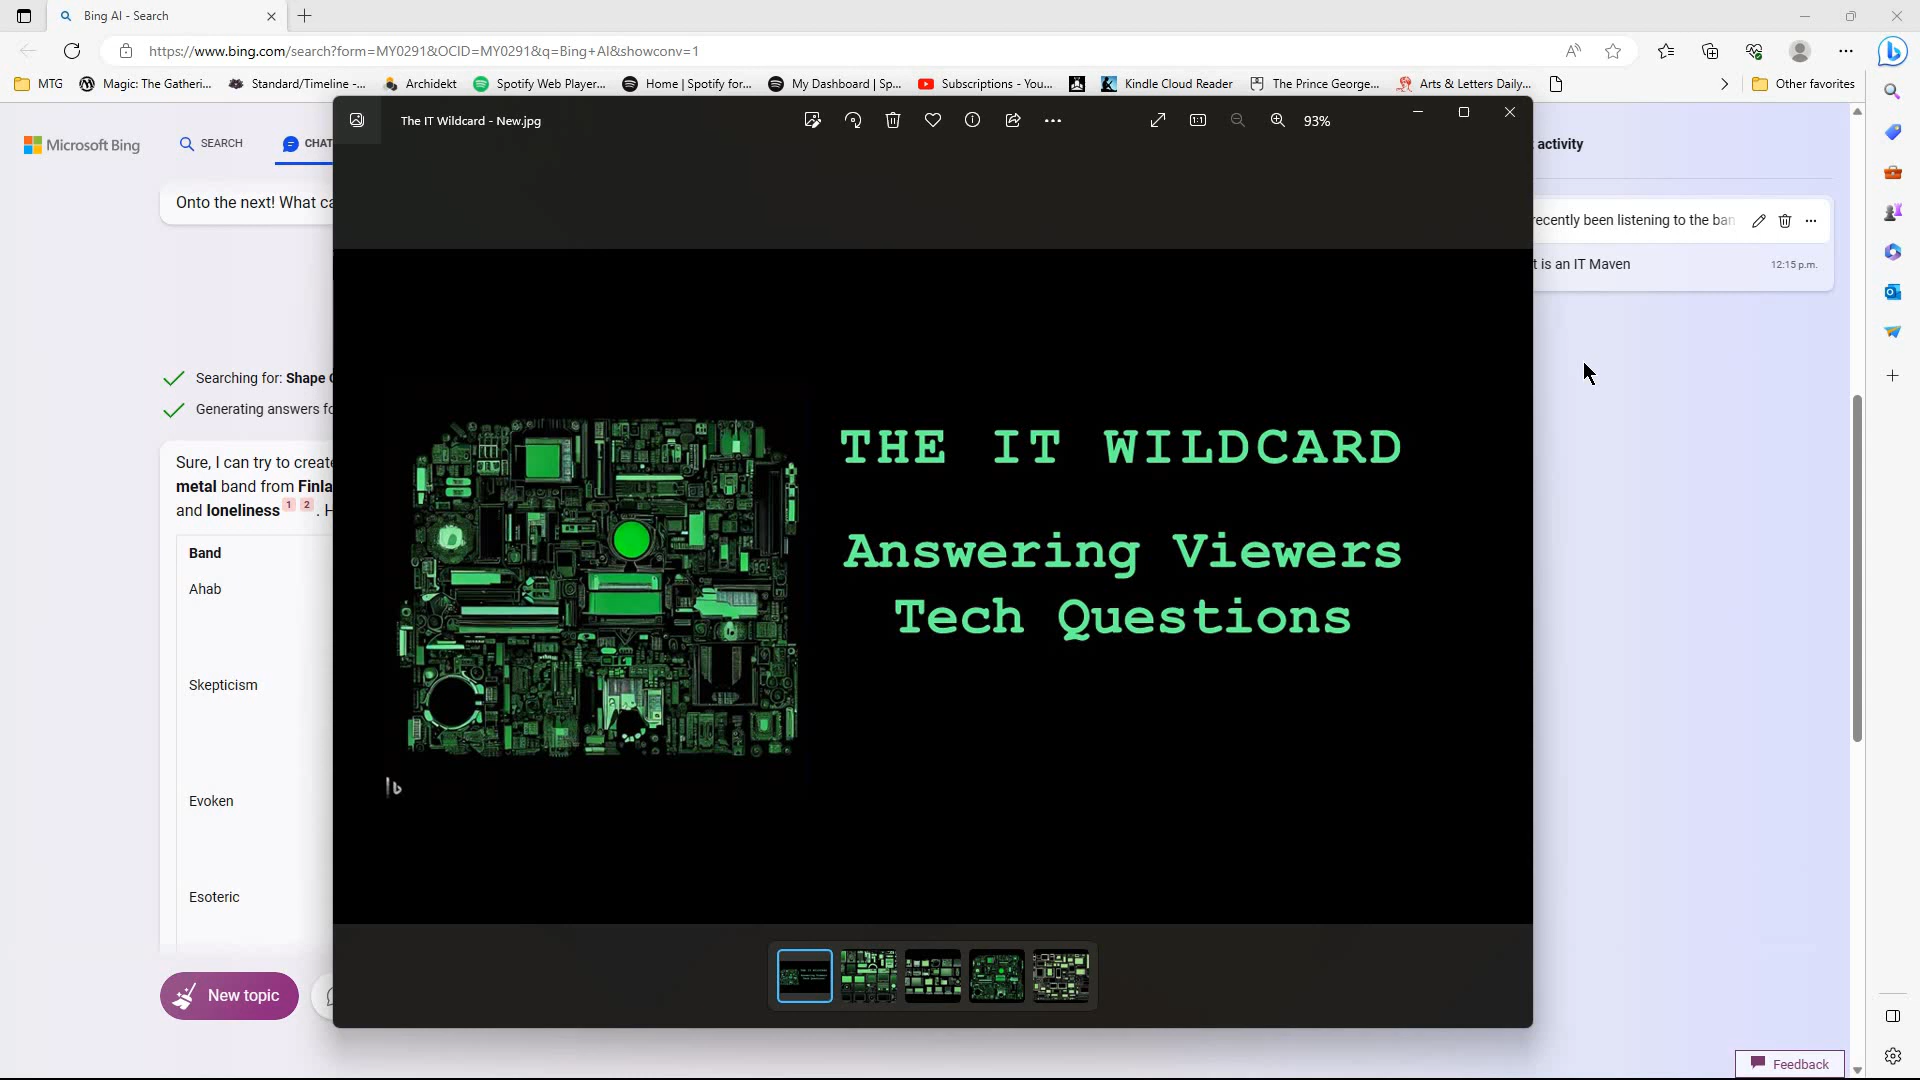 Bing AI - Search
https://www.bing.com/search?form=MY0291&OCID=MY0291&q=Bing+AI&showconv=1
MTG
Magic: The Gatheri...
Standard/Timeline -...
Archidekt
Spotify Web Player...
Home | Spotify for...
My Dashboard | Sp...
Subscriptions - You...
Kindle Cloud Reader
The Prince George...
Arts & Letters Daily...
Other favorites
The IT Wildcard - New.jpg
93%
Microsoft Bing
SEARCH
CHAT
activity
Onto the next! What ca
recently been listening to the ban
t is an IT Maven
12:15 p.m.
Searching for: Shape
Generating answers fo
Sure, I can try to create
metal band from Finla
and loneliness 1 2 . H
Band
Ahab
Skepticism
Evoken
Esoteric
THE IT WILDCARD
Answering Viewers
Tech Questions
New topic
Feedback